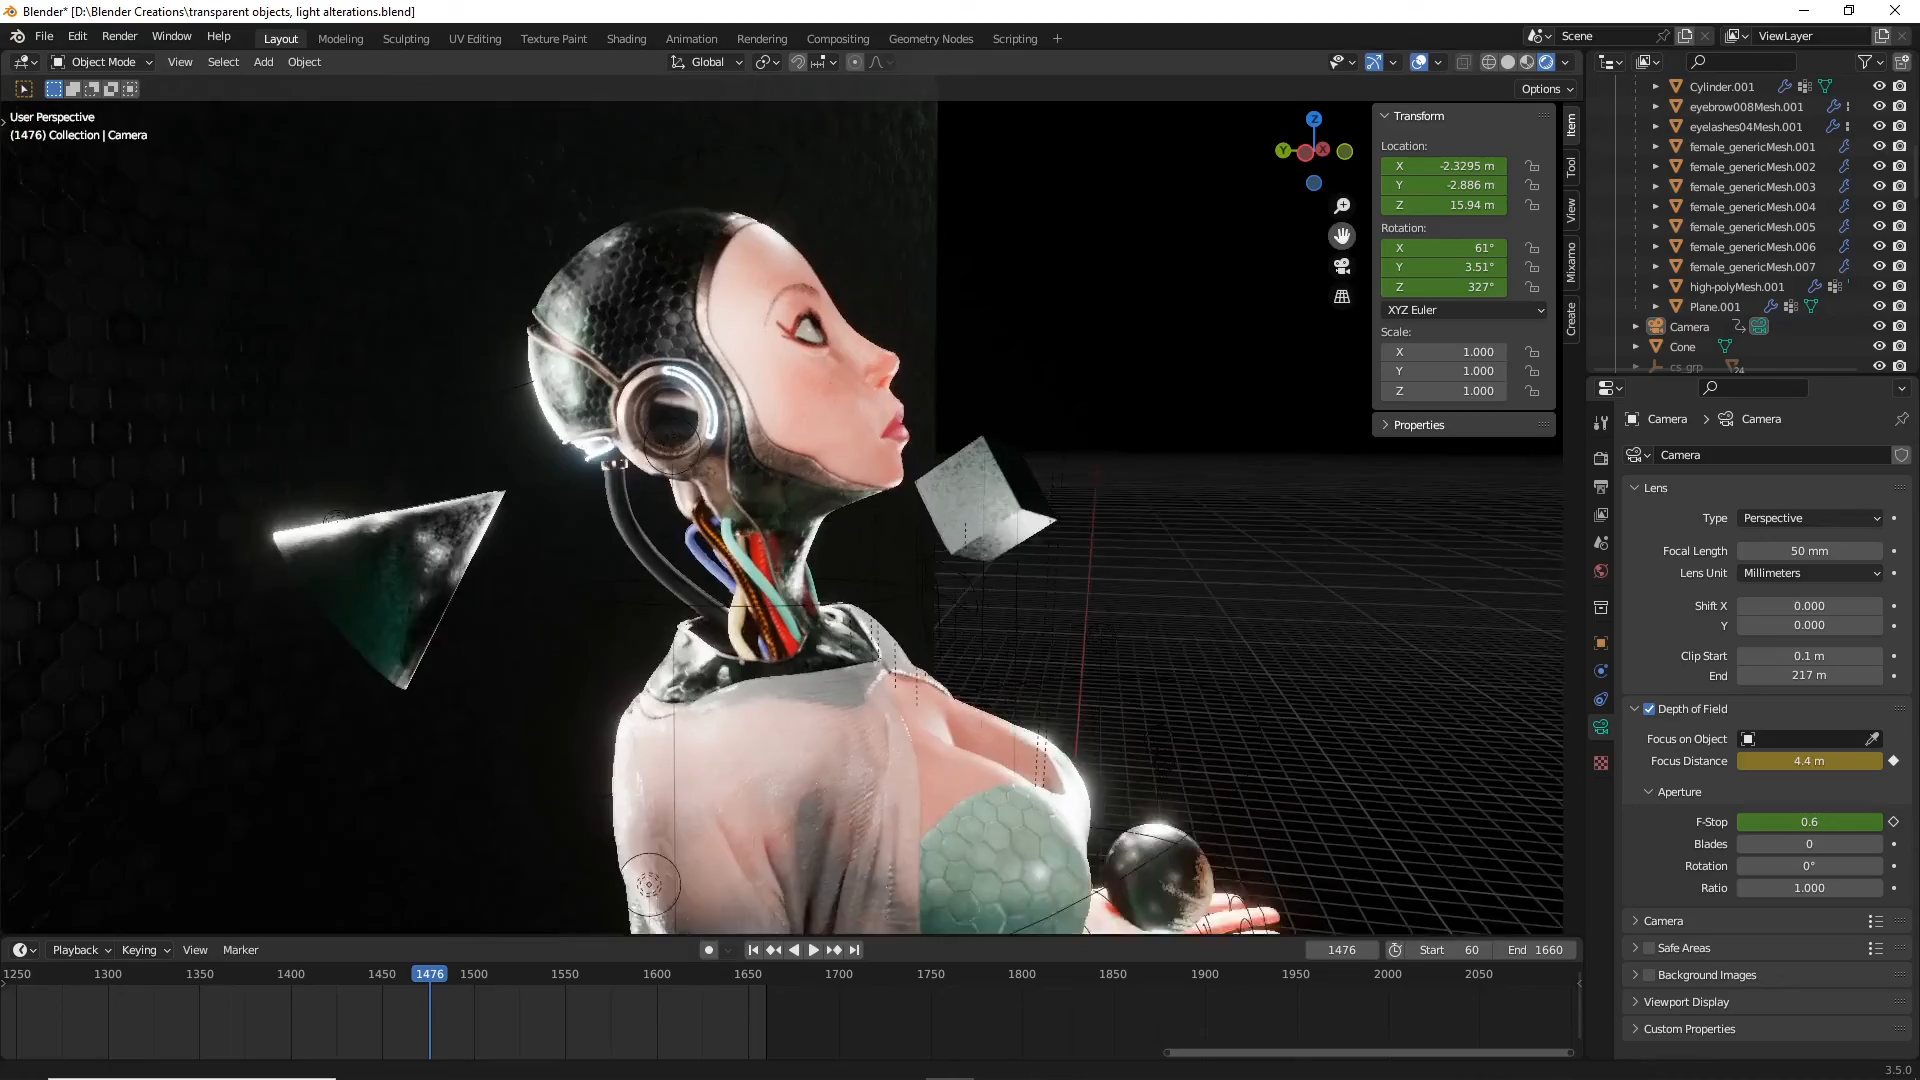 Blender* [D:\Blender Creations\transparent objects, light alterations.blend]
File Edit Render Window Help Layout Modeling Sculpting UV Editing Texture Paint Shading Animation Rendering Compositing Geometry Nodes Scripting + Scene ViewLayer
Object Mode View Select Add Object Global
Options
User Perspective
(1476) Collection | Camera
Z
Y
X
Transform
Location:
X -2.3295 m
Y -2.886 m
Z 15.94 m
Rotation:
X 61°
Y 3.51°
Z 327°
XYZ Euler
Scale:
X 1.000
Y 1.000
Z 1.000
Properties
Item
Tool
View
Mixamo
Create
Cylinder.001
eyebrow008Mesh.001
eyelashes04Mesh.001
female_genericMesh.001
female_genericMesh.002
female_genericMesh.003
female_genericMesh.004
female_genericMesh.005
female_genericMesh.006
female_genericMesh.007
high-polyMesh.001
Plane.001
Camera
Cone
cs_grp 24
Camera > Camera
Camera
Lens
Type Perspective
Focal Length 50 mm
Lens Unit Millimeters
Shift X 0.000
Y 0.000
Clip Start 0.1 m
End 217 m
Depth of Field
Focus on Object
Focus Distance 4.4 m
Aperture
F-Stop 0.6
Blades 0
Rotation 0°
Ratio 1.000
Camera
Safe Areas
Background Images
Viewport Display
Custom Properties
Playback Keying View Marker 1476 Start 60 End 1660
1250 1300 1350 1400 1450 1476 1500 1550 1600 1650 1700 1750 1800 1850 1900 1950 2000 2050
3.5.0